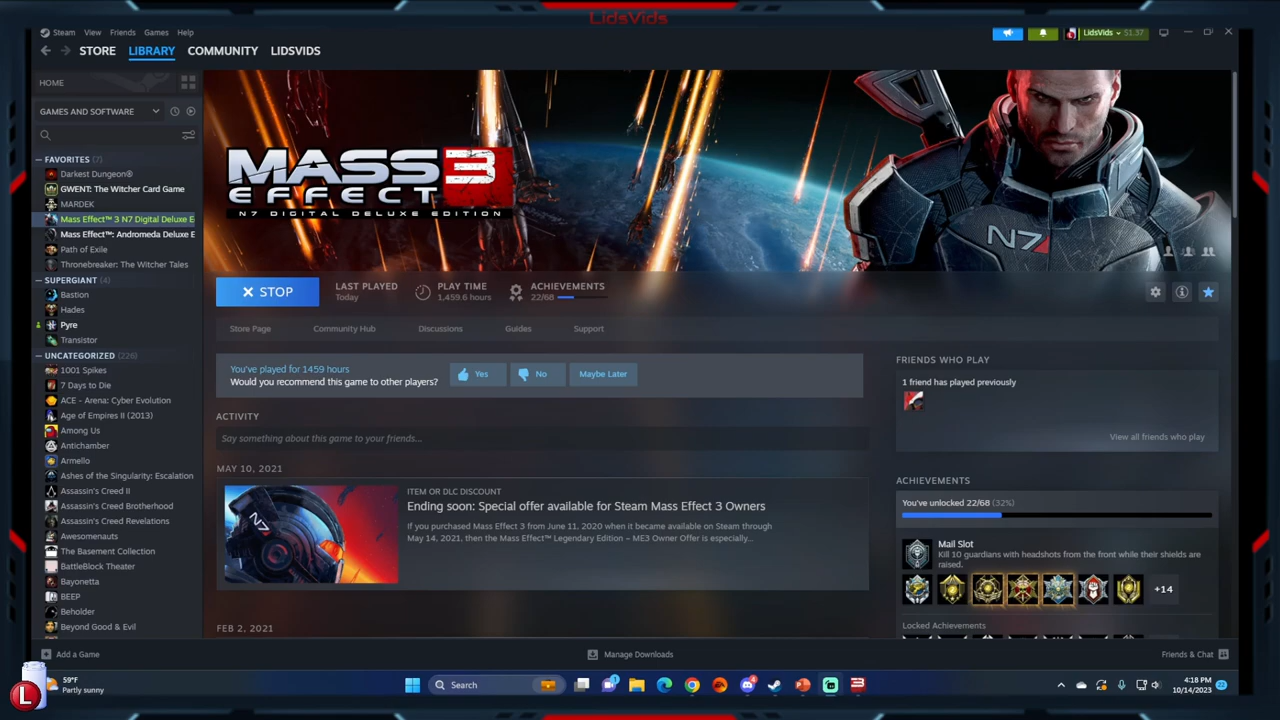 LidsVids
Steam View Friends Games Help
LidsVids $1.37
STORE LIBRARY COMMUNITY LIDSVIDS
HOME
GAMES AND SOFTWARE
FAVORITES (7)
Darkest Dungeon®
GWENT: The Witcher Card Game
MARDEK
Mass Effect™ 3 N7 Digital Deluxe E
Mass Effect™: Andromeda Deluxe E
Path of Exile
Thronebreaker: The Witcher Tales
SUPERGIANT (4)
Bastion
Hades
Pyre
Transistor
UNCATEGORIZED (226)
1001 Spikes
7 Days to Die
ACE - Arena: Cyber Evolution
Age of Empires II (2013)
Among Us
Antichamber
Armello
Ashes of the Singularity: Escalation
Assassin's Creed II
Assassin's Creed Brotherhood
Assassin's Creed Revelations
Awesomenauts
The Basement Collection
BattleBlock Theater
Bayonetta
BEEP
Beholder
Beyond Good & Evil
MASS 3
EFFECT
N7 DIGITAL DELUXE EDITION
N7
STOP
LAST PLAYED
Today
PLAY TIME
1,459.6 hours
ACHIEVEMENTS
22/68
Store Page Community Hub Discussions Guides Support
You've played for 1459 hours
Would you recommend this game to other players?
Yes No Maybe Later
ACTIVITY
Say something about this game to your friends...
MAY 10, 2021
N7
ITEM OR DLC DISCOUNT
Ending soon: Special offer available for Steam Mass Effect 3 Owners
If you purchased Mass Effect 3 from June 11, 2020 when it became available on Steam through
May 14, 2021, then the Mass Effect™ Legendary Edition – ME3 Owner Offer is especially...
FEB 2, 2021
FRIENDS WHO PLAY
1 friend has played previously
View all friends who play
ACHIEVEMENTS
You've unlocked 22/68 (32%)
Mail Slot
Kill 10 guardians with headshots from the front while their shields are
raised.
+14
Locked Achievements
Add a Game
Manage Downloads
Friends & Chat
L
59°F
Partly sunny
Search
4:18 PM
10/14/2023
22